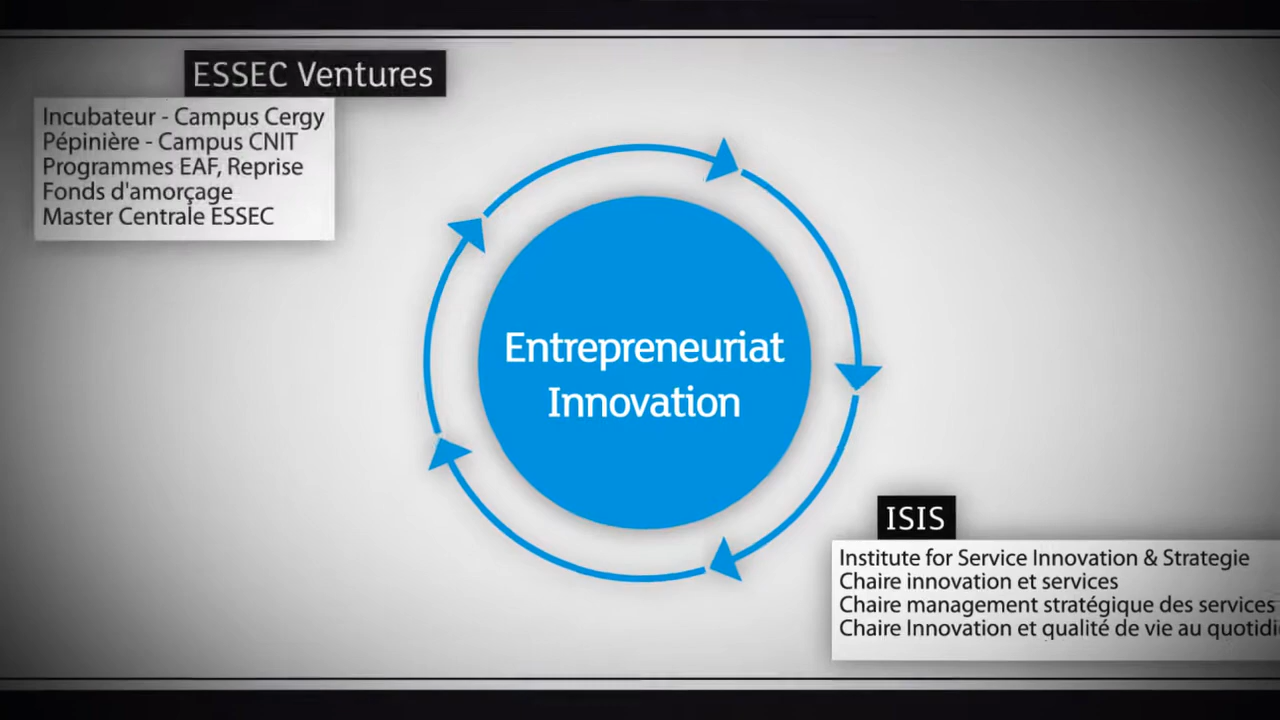 ESSEC Ventures
Incubateur - Campus Cergy
Pépinière - Campus CNIT
Programmes EAF, Reprise
Fonds d'amorçage
Master Centrale ESSEC
Entrepreneuriat
Innovation
ISIS
Institute for Service Innovation & Strategie
Chaire innovation et services
Chaire management stratégique des services
Chaire Innovation et qualité de vie au